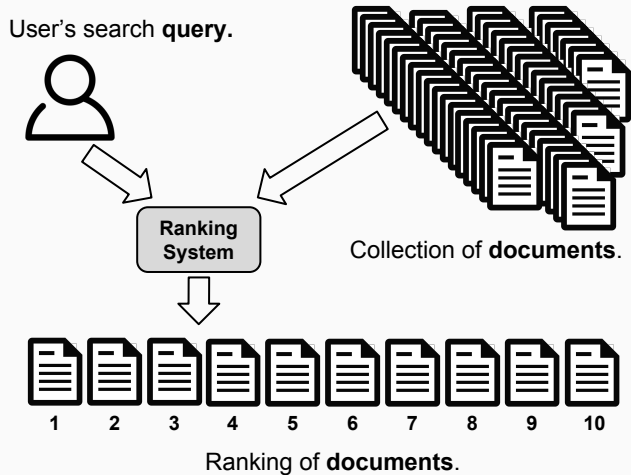 User's search query.
Ranking
System
Collection of documents.
1 2 3 4 5 6 7 8 9 10
Ranking of documents.